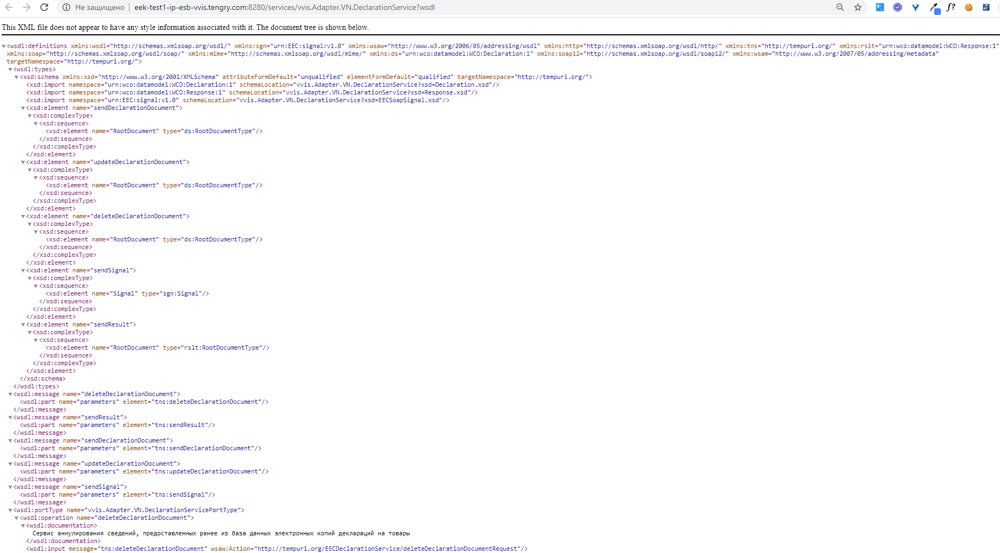 Не защищено | eek-test1-ip-esb-vvis.tengry.com:8280/services/vvis.Adapter.VN.DeclarationService?wsdl
This XML file does not appear to have any style information associated with it. The document tree is shown below.
▼<wsdl:definitions xmlns:wsdl="http://schemas.xmlsoap.org/wsdl/" xmlns:sgn="urn:EEC:signal:v1.0" xmlns:wsaw="http://www.w3.org/2006/05/addressing/wsdl" xmlns:http="http://schemas.xmlsoap.org/wsdl/http/" xmlns:tns="http://tempuri.org/" xmlns:rslt="urn:wco:datamodel:WCO:Response:1"
xmlns:soap="http://schemas.xmlsoap.org/wsdl/soap/" xmlns:mime="http://schemas.xmlsoap.org/wsdl/mime/" xmlns:ds="urn:wco:datamodel:WCO:Declaration:1" xmlns:soap12="http://schemas.xmlsoap.org/wsdl/soap12/" xmlns:wsam="http://www.w3.org/2007/05/addressing/metadata"
targetNamespace="http://tempuri.org/">
▼<wsdl:types>
▼<xsd:schema xmlns:xsd="http://www.w3.org/2001/XMLSchema" attributeFormDefault="unqualified" elementFormDefault="qualified" targetNamespace="http://tempuri.org/">
<xsd:import namespace="urn:wco:datamodel:WCO:Declaration:1" schemaLocation="vvis.Adapter.VN.DeclarationService?xsd=Declaration.xsd"/>
<xsd:import namespace="urn:wco:datamodel:WCO:Response:1" schemaLocation="vvis.Adapter.VN.DeclarationService?xsd=Response.xsd"/>
<xsd:import namespace="urn:EEC:signal:v1.0" schemaLocation="vvis.Adapter.VN.DeclarationService?xsd=EECSoapSignal.xsd"/>
▼<xsd:element name="sendDeclarationDocument">
▼<xsd:complexType>
▼<xsd:sequence>
<xsd:element name="RootDocument" type="ds:RootDocumentType"/>
</xsd:sequence>
</xsd:complexType>
</xsd:element>
▼<xsd:element name="updateDeclarationDocument">
▼<xsd:complexType>
▼<xsd:sequence>
<xsd:element name="RootDocument" type="ds:RootDocumentType"/>
</xsd:sequence>
</xsd:complexType>
</xsd:element>
▼<xsd:element name="deleteDeclarationDocument">
▼<xsd:complexType>
▼<xsd:sequence>
<xsd:element name="RootDocument" type="ds:RootDocumentType"/>
</xsd:sequence>
</xsd:complexType>
</xsd:element>
▼<xsd:element name="sendSignal">
▼<xsd:complexType>
▼<xsd:sequence>
<xsd:element name="Signal" type="sgn:Signal"/>
</xsd:sequence>
</xsd:complexType>
</xsd:element>
▼<xsd:element name="sendResult">
▼<xsd:complexType>
▼<xsd:sequence>
<xsd:element name="RootDocument" type="rslt:RootDocumentType"/>
</xsd:sequence>
</xsd:complexType>
</xsd:element>
</xsd:schema>
</wsdl:types>
▼<wsdl:message name="deleteDeclarationDocument">
<wsdl:part name="parameters" element="tns:deleteDeclarationDocument"/>
</wsdl:message>
▼<wsdl:message name="sendResult">
<wsdl:part name="parameters" element="tns:sendResult"/>
</wsdl:message>
▼<wsdl:message name="sendDeclarationDocument">
<wsdl:part name="parameters" element="tns:sendDeclarationDocument"/>
</wsdl:message>
▼<wsdl:message name="updateDeclarationDocument">
<wsdl:part name="parameters" element="tns:updateDeclarationDocument"/>
</wsdl:message>
▼<wsdl:message name="sendSignal">
<wsdl:part name="parameters" element="tns:sendSignal"/>
</wsdl:message>
▼<wsdl:portType name="vvis.Adapter.VN.DeclarationServicePortType">
▼<wsdl:operation name="deleteDeclarationDocument">
▼<wsdl:documentation>
Сервис аннулирования сведений, предоставленных ранее из база данных электронных копий деклараций на товары
</wsdl:documentation>
<wsdl:input message="tns:deleteDeclarationDocument" wsaw:Action="http://tempuri.org/EECDeclarationService/deleteDeclarationDocumentRequest"/>